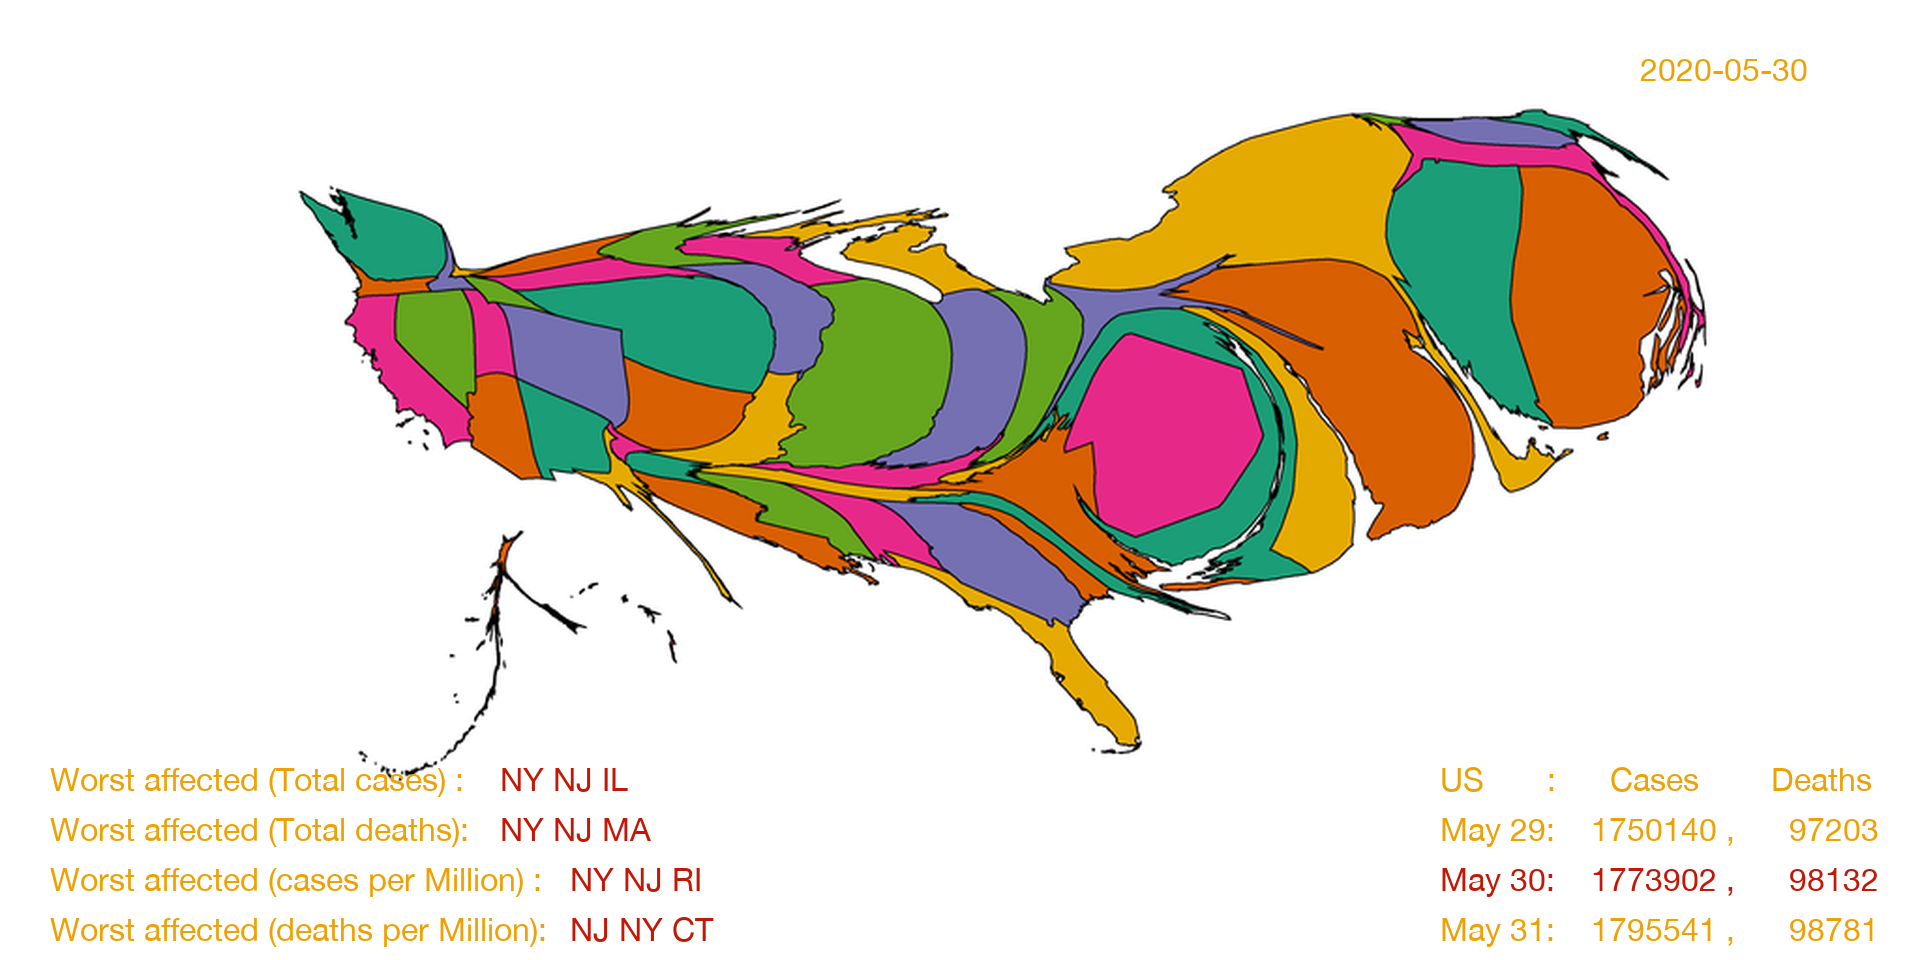 2020-05-30
Worst affected (Total cases) : NY NJ IL
Worst affected (Total deaths): NY NJ MA
Worst affected (cases per Million) : NY NJ RI
Worst affected (deaths per Million): NJ NY CT
US : Cases Deaths
May 29: 1750140 , 97203
May 30: 1773902 , 98132
May 31: 1795541 , 98781